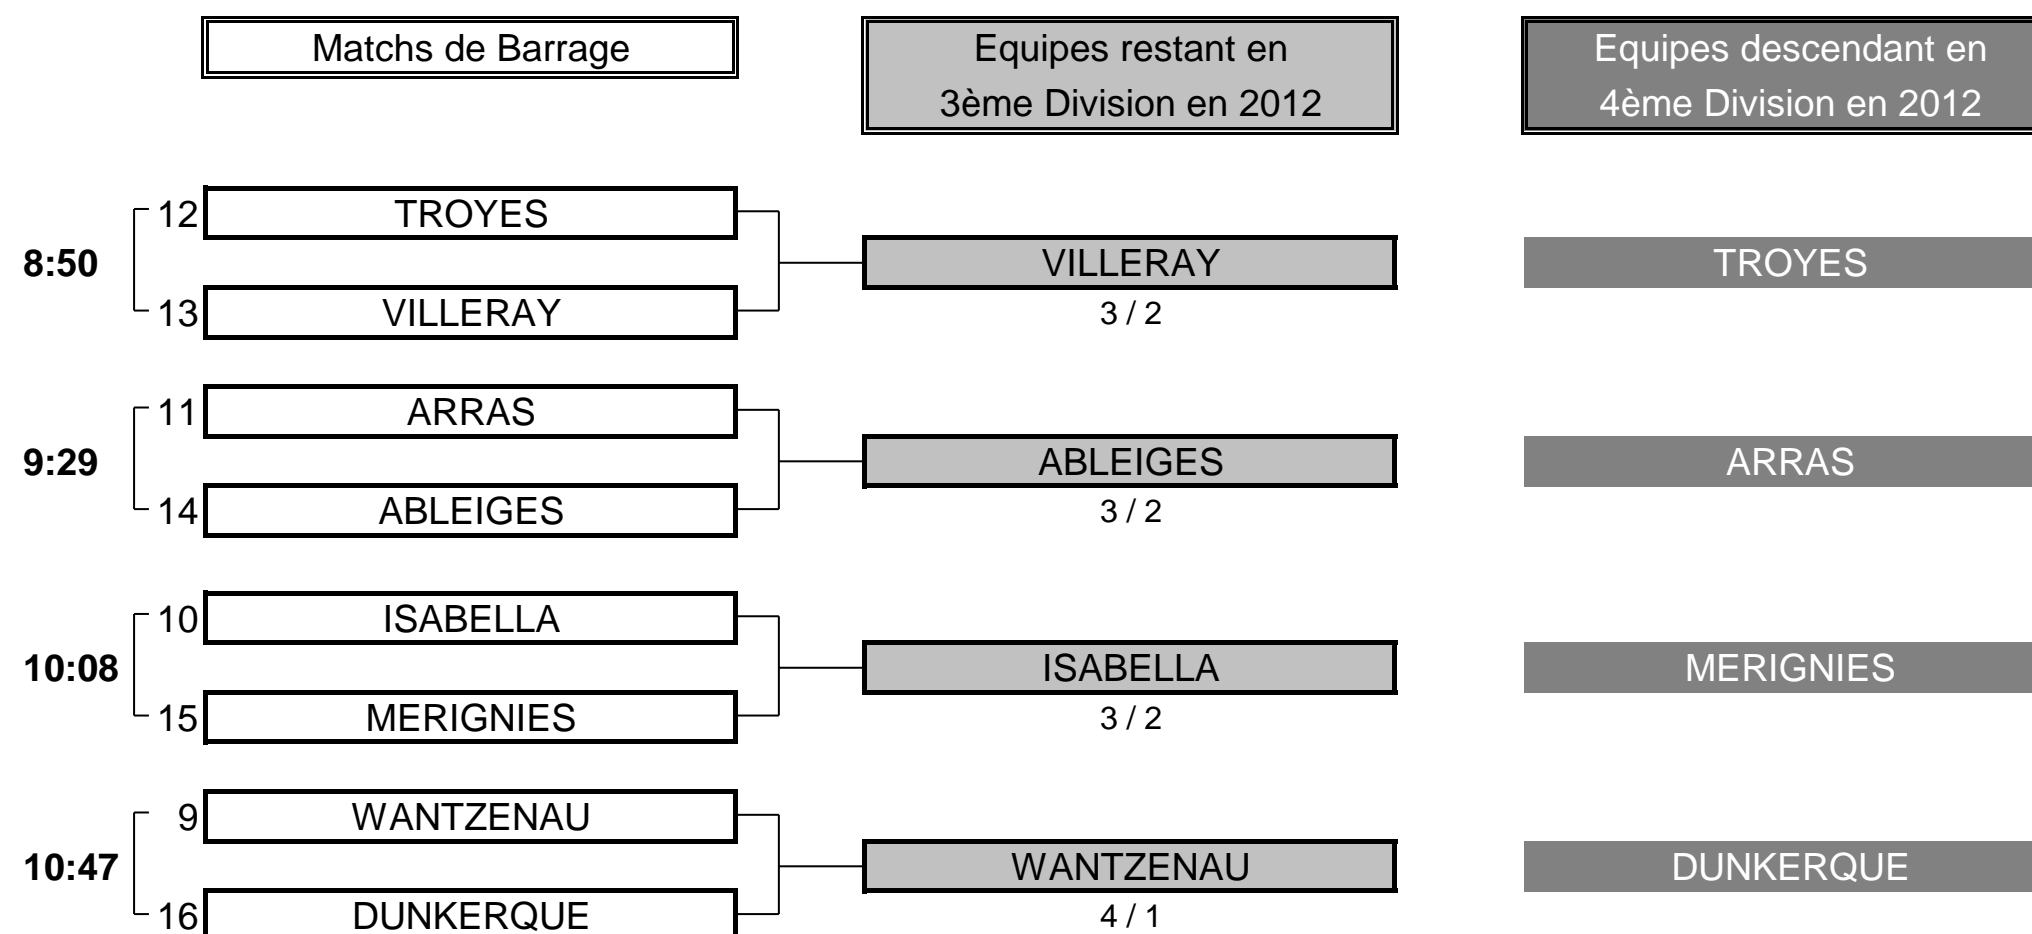 Matchs de Barrage
Equipes restant en
3ème Division en 2012
Equipes descendant en
4ème Division en 2012
12 TROYES
8:50 VILLERAY TROYES
13 VILLERAY 3 / 2
11 ARRAS
9:29 ABLEIGES ARRAS
14 ABLEIGES 3 / 2
10 ISABELLA
10:08 ISABELLA MERIGNIES
15 MERIGNIES 3 / 2
9 WANTZENAU
10:47 WANTZENAU DUNKERQUE
16 DUNKERQUE 4 / 1